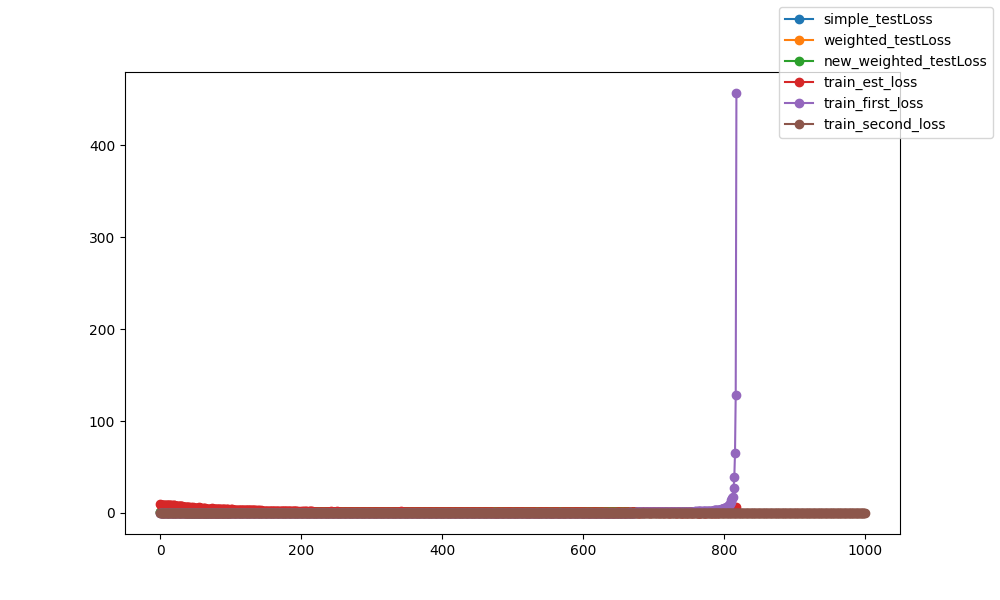 simple_testLoss
weighted_testLoss
new_weighted_testLoss
train_est_loss
train_first_loss
train_second_loss
400
300
200
100
0
0 200 400 600 800 1000